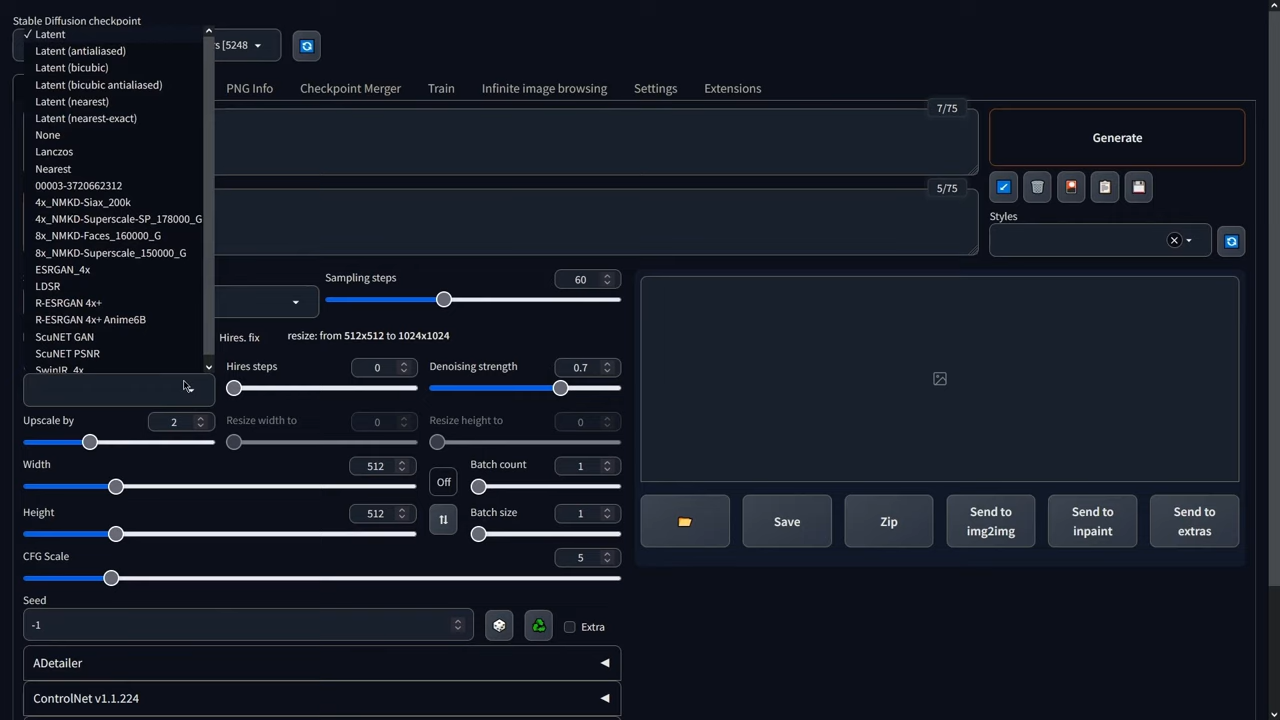 Stable Diffusion checkpoint
✓ Latent
Latent (antialiased)
s [5248
Latent (bicubic)
Latent (bicubic antialiased)
Latent (nearest)
Latent (nearest-exact)
None
Lanczos
Nearest
00003-3720662312
4x_NMKD-Siax_200k
4x_NMKD-Superscale-SP_178000_G
8x_NMKD-Faces_160000_G
8x_NMKD-Superscale_150000_G
ESRGAN_4x
LDSR
R-ESRGAN 4x+
R-ESRGAN 4x+ Anime6B
ScuNET GAN
ScuNET PSNR
SwinIR_4x
PNG Info Checkpoint Merger Train Infinite image browsing Settings Extensions
7/75
5/75
Generate
Styles
Sampling steps 60
Hires. fix resize: from 512x512 to 1024x1024
Hires steps 0 Denoising strength 0.7
Upscale by 2 Resize width to 0 Resize height to 0
Width 512 Off Batch count 1
Height 512 Batch size 1
CFG Scale 5
Seed
-1
Extra
ADetailer
ControlNet v1.1.224
Save Zip Send to img2img Send to inpaint Send to extras